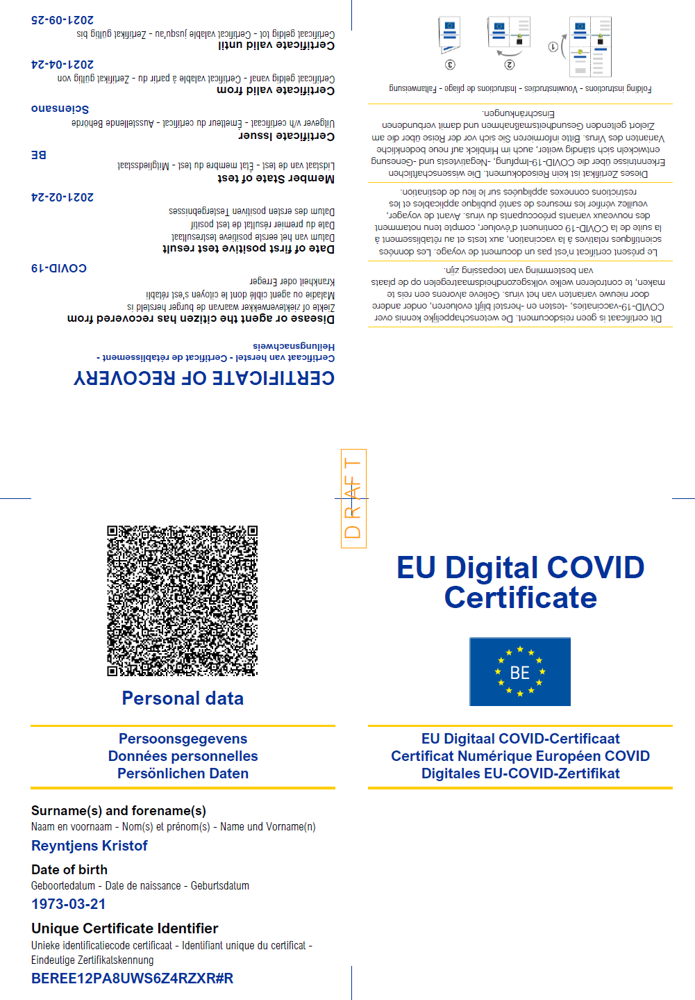 CERTIFICATE OF RECOVERY
Certificaat van herstel - Certificat de rétablissement -
Heilungsnachweis
Disease or agent the citizen has recovered from
Ziekte of ziekteverwekker waarvan de burger hersteld is
Maladie ou agent ciblé dont le citoyen s'est rétabli
Krankheit oder Erreger
COVID-19
Date of first positive test result
Datum van het eerste positieve testresultaat
Date du premier résultat de test positif
Datum des ersten positiven Testergebnisses
2021-02-24
Member State of test
Lidstaat van de test - État membre du test - Mitgliedsstaat
BE
Certificate Issuer
Uitgever v/h certificaat - Émetteur du certificat - Ausstellende Behörde
Sciensano
Certificate valid from
Certificaat geldig vanaf - Certificat valable à partir du - Zertifikat gültig von
2021-04-24
Certificate valid until
Certificaat geldig tot - Certificat valable jusqu'au - Zertifikat gültig bis
2021-09-25
Dit certificaat is geen reisdocument. De wetenschappelijke kennis over
COVID-19-vaccinaties, -testen en -herstel blijft evolueren, onder andere
door nieuwe varianten van het virus. Gelieve alvorens een reis te
maken, te controleren welke volksgezondheidsmaatregelen op de plaats
van bestemming van toepassing zijn.
Le présent certificat n'est pas un document de voyage. Les données
scientifiques relatives à la vaccination, aux tests et au rétablissement à
la suite de la COVID-19 continuent d'évoluer, compte tenu notamment
des nouveaux variants préoccupants du virus. Avant de voyager,
veuillez vérifier les mesures de santé publique applicables et les
restrictions connexes appliquées sur le lieu de destination.
Dieses Zertifikat ist kein Reisedokument. Die wissenschaftlichen
Erkenntnisse über die COVID-19-Impfung, -Negativtests und -Genesung
entwickeln sich ständig weiter, auch im Hinblick auf neue bedenkliche
Varianten des Virus. Bitte informieren Sie sich vor der Reise über die am
Zielort geltenden Gesundheitsmaßnahmen und damit verbundenen
Einschränkungen.
Folding instructions - Vouwinstructies - Instructions de pliage - Faltanweisung
1
2
3
DRAFT
Personal data
Persoonsgegevens
Données personnelles
Persönlichen Daten
Surname(s) and forename(s)
Naam en voornaam - Nom(s) et prénom(s) - Name und Vorname(n)
Reyntjens Kristof
Date of birth
Geboortedatum - Date de naissance - Geburtsdatum
1973-03-21
Unique Certificate Identifier
Unieke identificatiecode certificaat - Identifiant unique du certificat -
Eindeutige Zertifikatskennung
BEREE12PA8UWS6Z4RZXR#R
EU Digital COVID
Certificate
BE
EU Digitaal COVID-Certificaat
Certificat Numérique Européen COVID
Digitales EU-COVID-Zertifikat